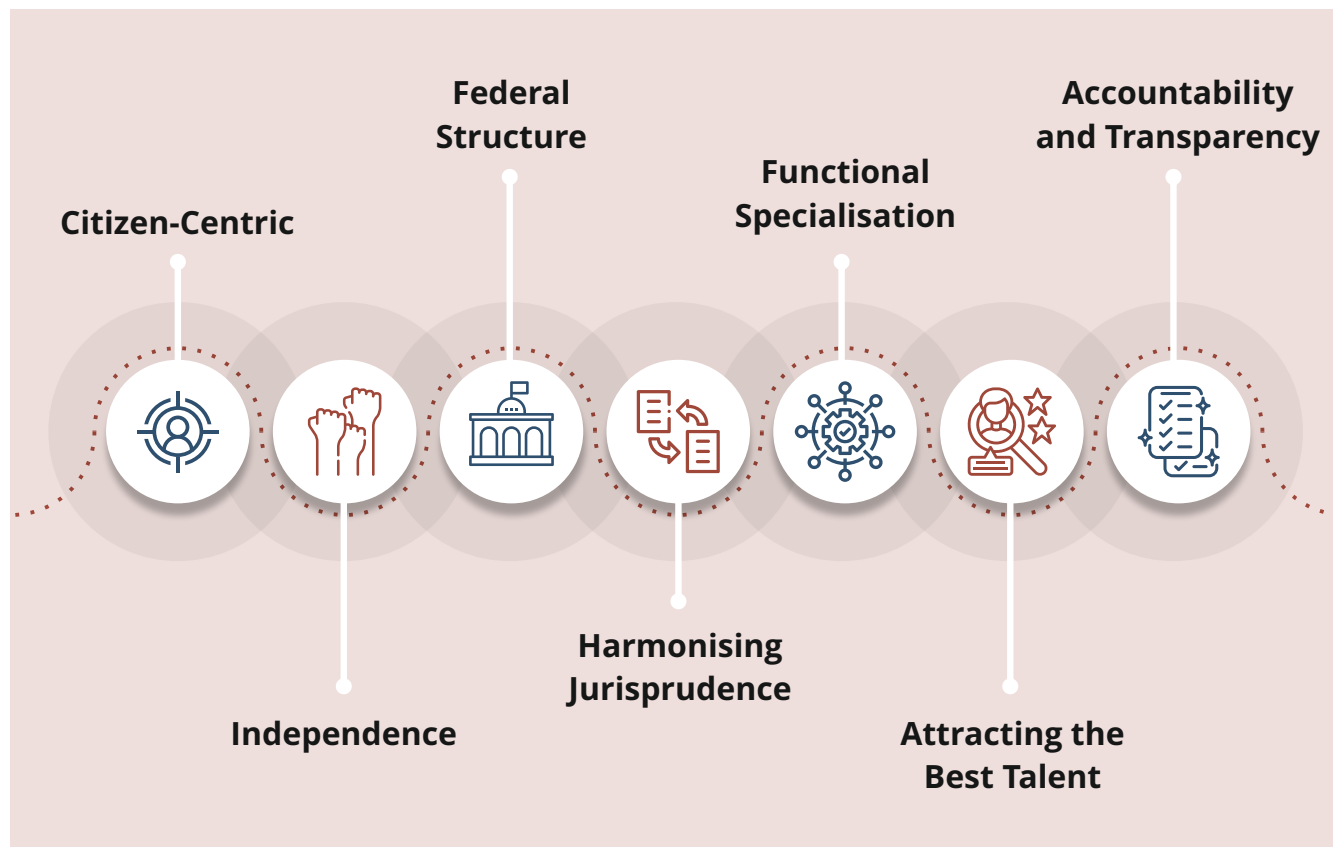 Citizen-Centric
Independence
Federal
Structure
Harmonising
Jurisprudence
Functional
Specialisation
Attracting the
Best Talent
Accountability
and Transparency